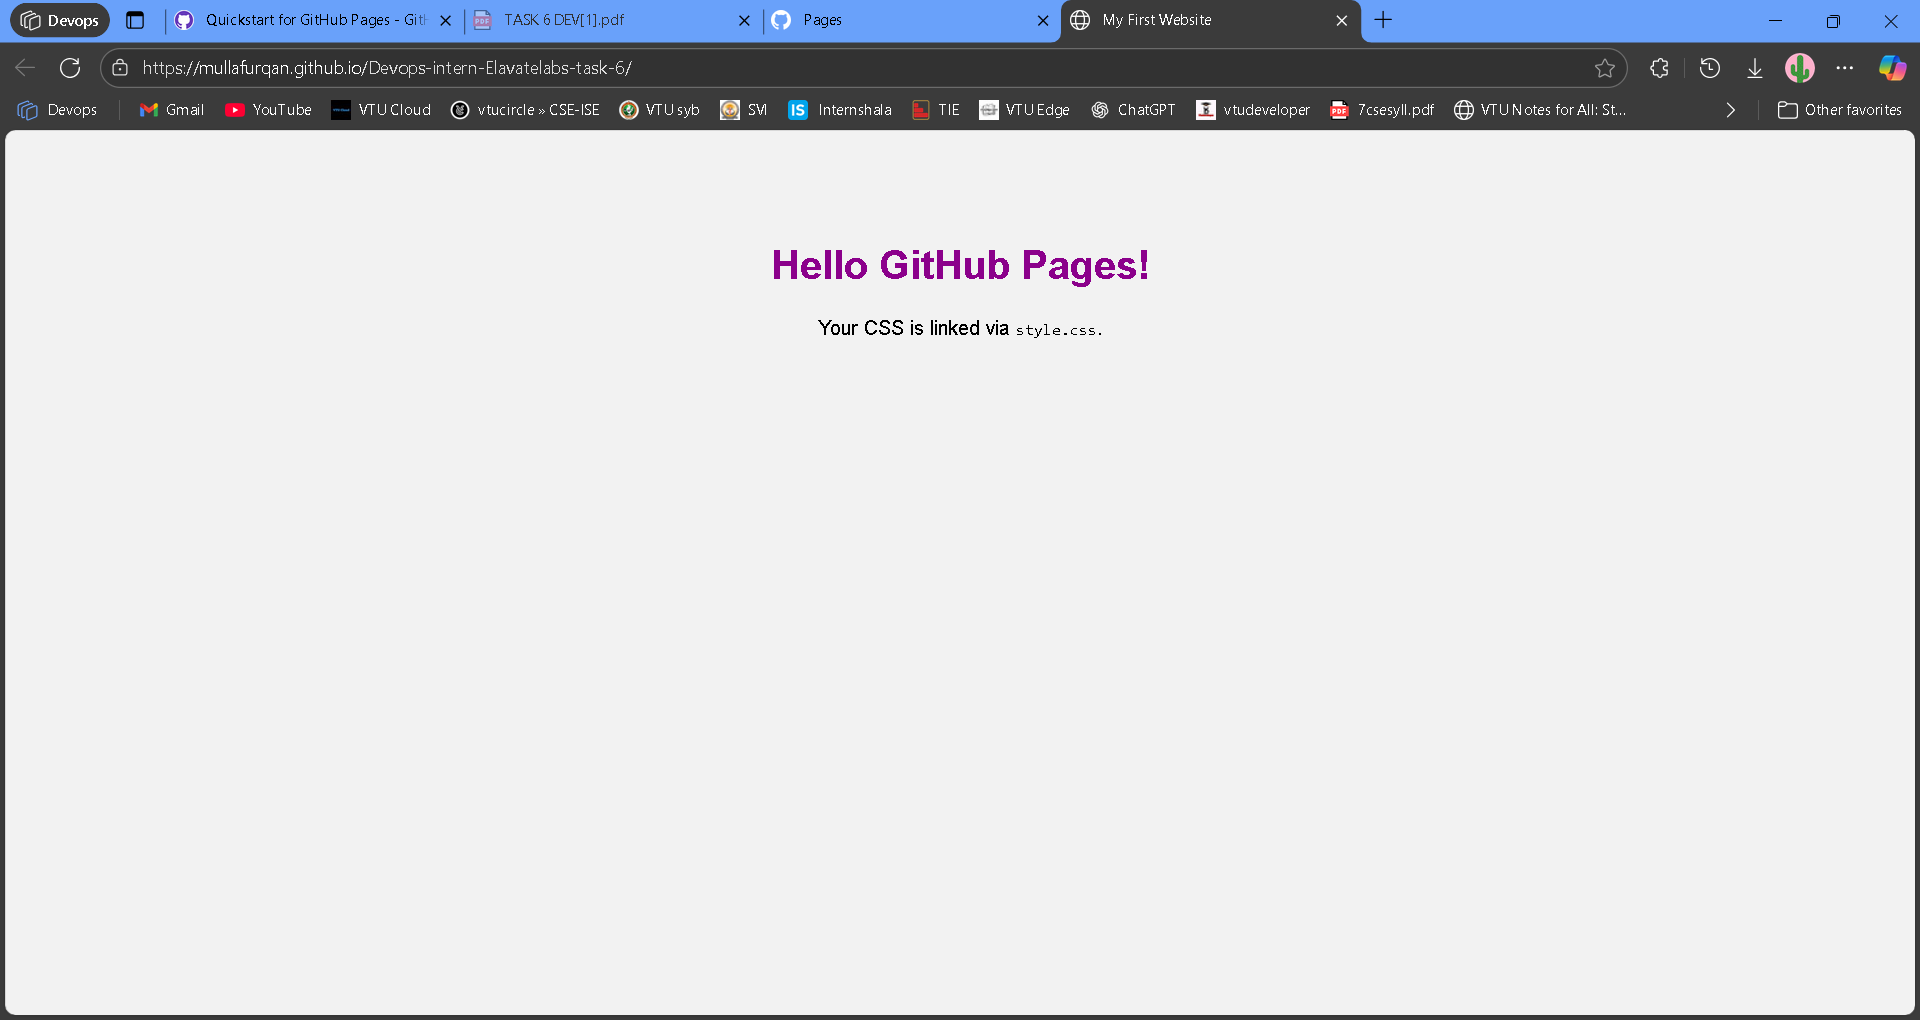 Devops
Quickstart for GitHub Pages - Git
TASK 6 DEV[1].pdf
Pages
My First Website
https://mullafurqan.github.io/Devops-intern-Elavatelabs-task-6/
Devops
Gmail
YouTube
VTU Cloud
vtucircle » CSE-ISE
VTU syb
SVI
IS
Internshala
TIE
VTU Edge
ChatGPT
vtudeveloper
PDF
7csesyll.pdf
VTU Notes for All: St...
Other favorites
Hello GitHub Pages!
Your CSS is linked via style.css.